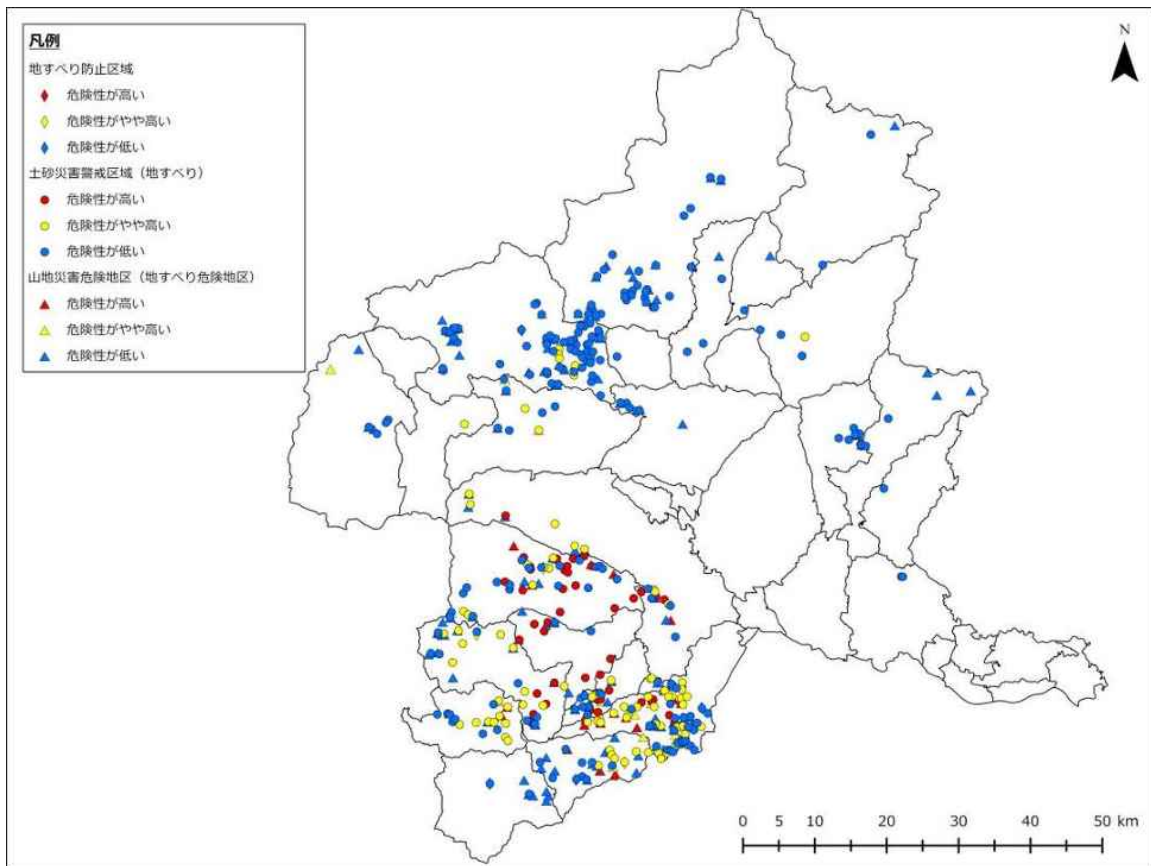 凡例
地すべり防止区域
危険性が高い
危険性がやや高い
危険性が低い
土砂災害警戒区域（地すべり）
危険性が高い
危険性がやや高い
危険性が低い
山地災害危険地区（地すべり危険地区）
危険性が高い
危険性がやや高い
危険性が低い
N
0 5 10 20 30 40 50 km